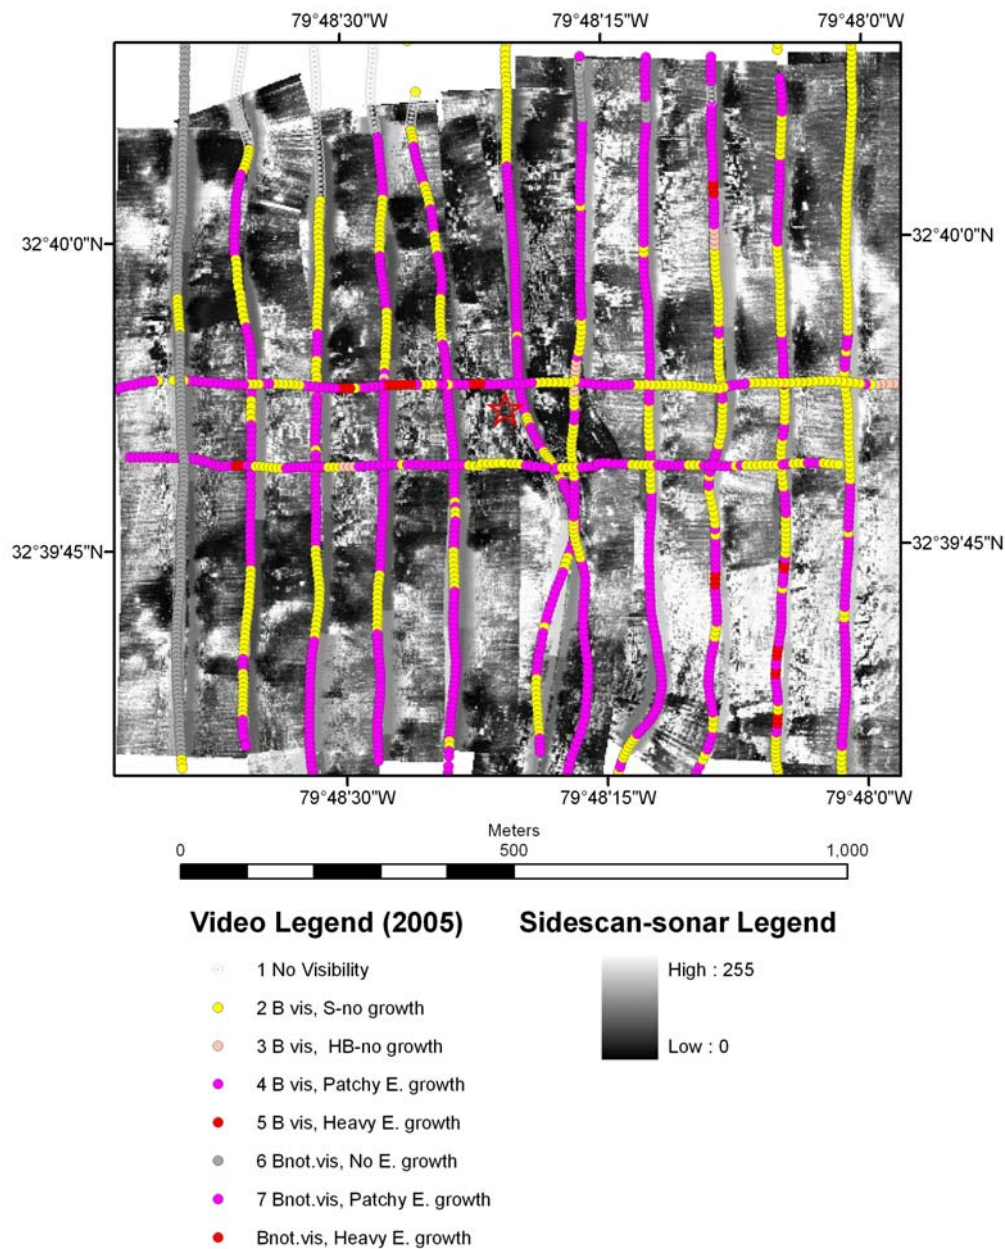 79°48'30"W 79°48'15"W 79°48'0"W
32°40'0"N 32°40'0"N
32°39'45"N 32°39'45"N
79°48'30"W 79°48'15"W 79°48'0"W
Meters
0 500 1,000
Video Legend (2005) Sidescan-sonar Legend
1 No Visibility High : 255
2 B vis, S-no growth
3 B vis, HB-no growth Low : 0
4 B vis, Patchy E. growth
5 B vis, Heavy E. growth
6 Bnot.vis, No E. growth
7 Bnot.vis, Patchy E. growth
Bnot.vis, Heavy E. growth